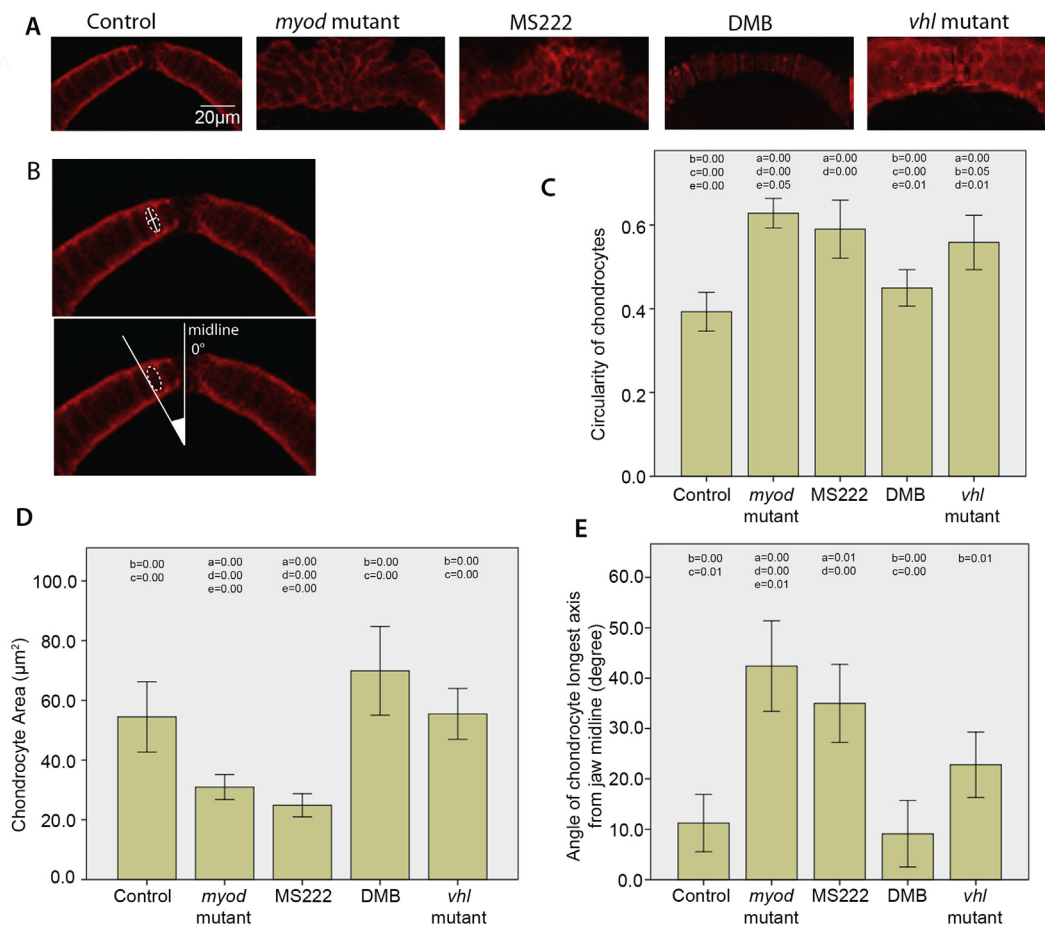 A
Control
myod mutant
MS222
DMB
vhl mutant
20μm
B
midline
0°
C
b=0.00 a=0.00 a=0.00 b=0.00 a=0.00
c=0.00 d=0.00 d=0.00 c=0.00 b=0.05
e=0.00 e=0.05 e=0.01 d=0.01
Circularity of chondrocytes
0.6
0.4
0.2
0.0
Control myod MS222 DMB vhl
mutant mutant
D
b=0.00 a=0.00 a=0.00 b=0.00 b=0.00
c=0.00 d=0.00 d=0.00 c=0.00 c=0.00
e=0.00 e=0.00
Chondrocyte Area (μm²)
100.0
80.0
60.0
40.0
20.0
0.0
Control myod MS222 DMB vhl
mutant mutant
E
b=0.00 a=0.00 a=0.01 b=0.00 b=0.01
c=0.01 d=0.00 d=0.00 c=0.00
e=0.01
Angle of chondrocyte longest axis
from jaw midline (degree)
60.0
50.0
40.0
30.0
20.0
10.0
0.0
Control myod MS222 DMB vhl
mutant mutant